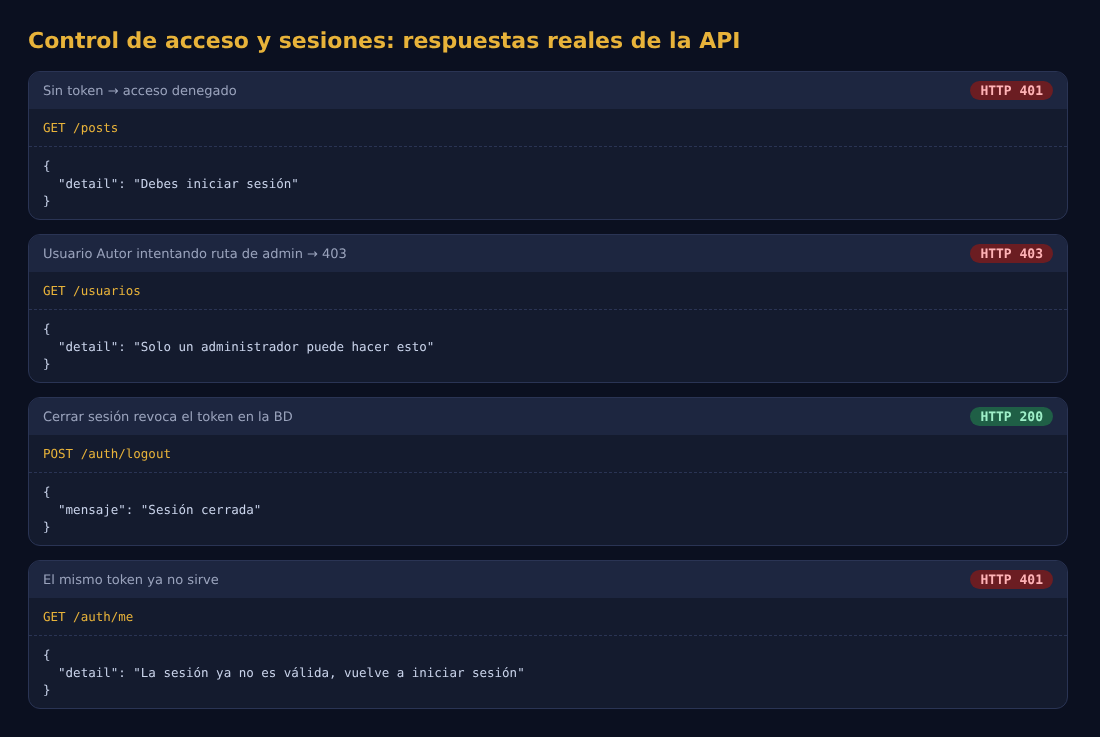 Control de acceso y sesiones: respuestas reales de la API
Sin token → acceso denegado HTTP 401
GET /posts
{
  "detail": "Debes iniciar sesión"
}
Usuario Autor intentando ruta de admin → 403 HTTP 403
GET /usuarios
{
  "detail": "Solo un administrador puede hacer esto"
}
Cerrar sesión revoca el token en la BD HTTP 200
POST /auth/logout
{
  "mensaje": "Sesión cerrada"
}
El mismo token ya no sirve HTTP 401
GET /auth/me
{
  "detail": "La sesión ya no es válida, vuelve a iniciar sesión"
}